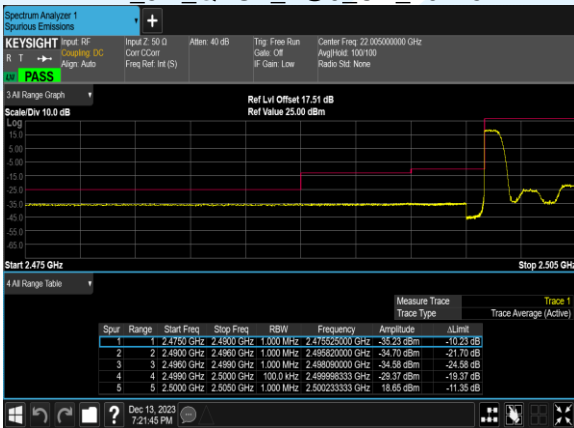 Spectrum Analyzer 1
Spurious Emissions
+
KEYSIGHT Input: RF Input Z: 50 Ω Atten: 40 dB Trig: Free Run Center Freq: 22.005000000 GHz
R T Coupling: DC Corr CCorr Gate: Off Avg|Hold: 100/100
Align: Auto Freq Ref: Int (S) IF Gain: Low Radio Std: None
PASS
3 All Range Graph
Ref Lvl Offset 17.51 dB
Scale/Div 10.0 dB Ref Value 25.00 dBm
Log
15.0
5.00
-5.00
-15.0
-25.0
-35.0
-45.0
-55.0
-65.0
Start 2.475 GHz Stop 2.505 GHz
4 All Range Table
Measure Trace Trace 1
Trace Type Trace Average (Active)
Spur Range Start Freq Stop Freq RBW Frequency Amplitude ΔLimit
1 1 2.4750 GHz 2.4900 GHz 1.000 MHz 2.475525000 GHz -35.23 dBm -10.23 dB
2 2 2.4900 GHz 2.4960 GHz 1.000 MHz 2.495820000 GHz -34.70 dBm -21.70 dB
3 3 2.4960 GHz 2.4990 GHz 1.000 MHz 2.498090000 GHz -34.58 dBm -24.58 dB
4 4 2.4990 GHz 2.5000 GHz 100.0 kHz 2.499998333 GHz -29.37 dBm -19.37 dB
5 5 2.5000 GHz 2.5050 GHz 1.000 MHz 2.500233333 GHz 18.65 dBm -11.35 dB
? Dec 13, 2023
7:21:45 PM